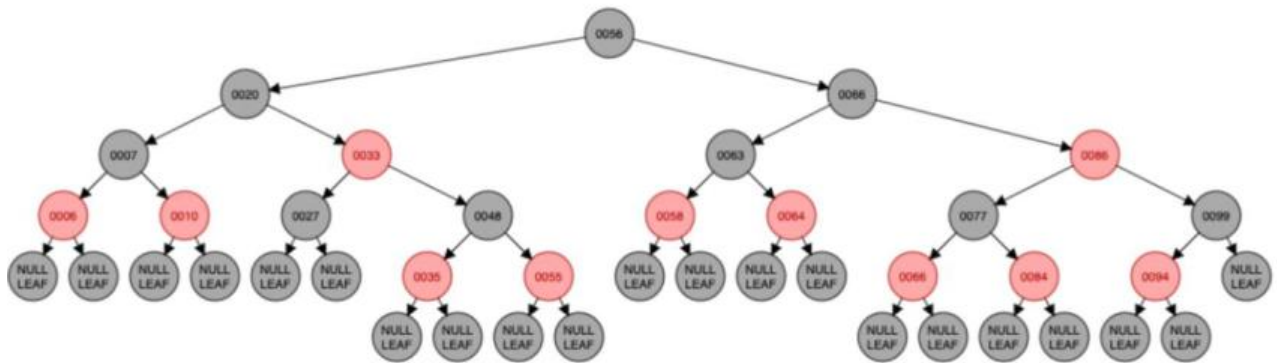 0056
0020
0066
0007
0033
0063
0086
0006
0010
0027
0048
0058
0064
0077
0099
NULL
LEAF
NULL
LEAF
NULL
LEAF
NULL
LEAF
NULL
LEAF
NULL
LEAF
0035
0055
NULL
LEAF
NULL
LEAF
NULL
LEAF
NULL
LEAF
0066
0084
0094
NULL
LEAF
NULL
LEAF
NULL
LEAF
NULL
LEAF
NULL
LEAF
NULL
LEAF
NULL
LEAF
NULL
LEAF
NULL
LEAF
NULL
LEAF
NULL
LEAF